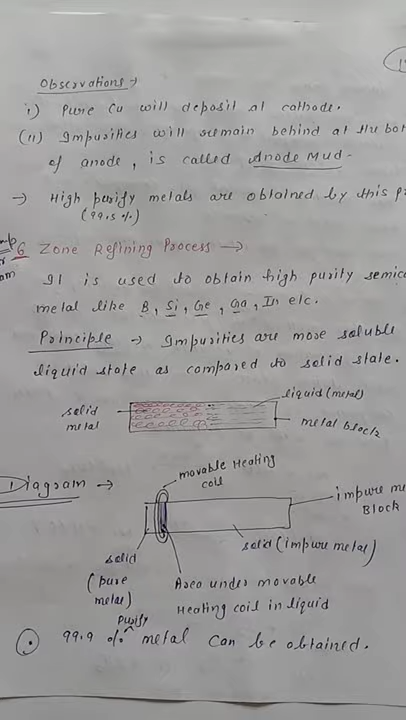 Observations →
i) Pure Cu will deposit at cathode.
(ii) Impurities will remain behind at the bot
of anode, is called Anode Mud.
→ High purify metals are obtained by this p
(99.5 %)
6 Zone Refining Process →
It is used to obtain high purity semico
metal like B, Si, Ge, Ga, In etc.
Principle → Impurities are more soluble
liquid state as compared to solid state.
liquid (metal)
solid
metal
metal block
Diagram →
movable Heating
coil
impure me
Block
solid (impure metal)
solid
(pure
metal)
Area under movable
Heating coil in liquid
99.9 % Purify metal can be obtained.